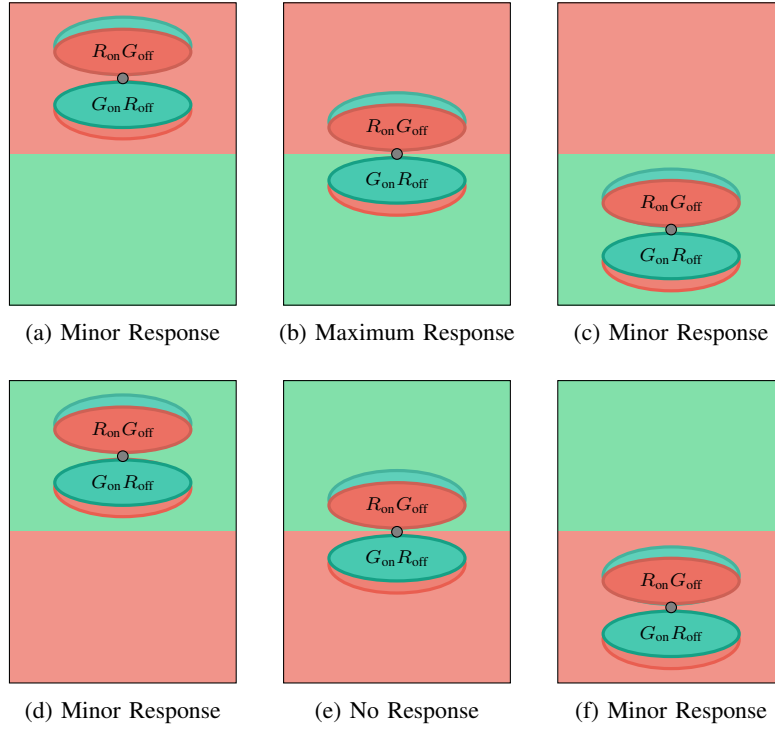 R_on G_off R_on G_off R_on G_off
G_on R_off G_on R_off G_on R_off
(a) Minor Response (b) Maximum Response (c) Minor Response
R_on G_off R_on G_off R_on G_off
G_on R_off G_on R_off G_on R_off
(d) Minor Response (e) No Response (f) Minor Response